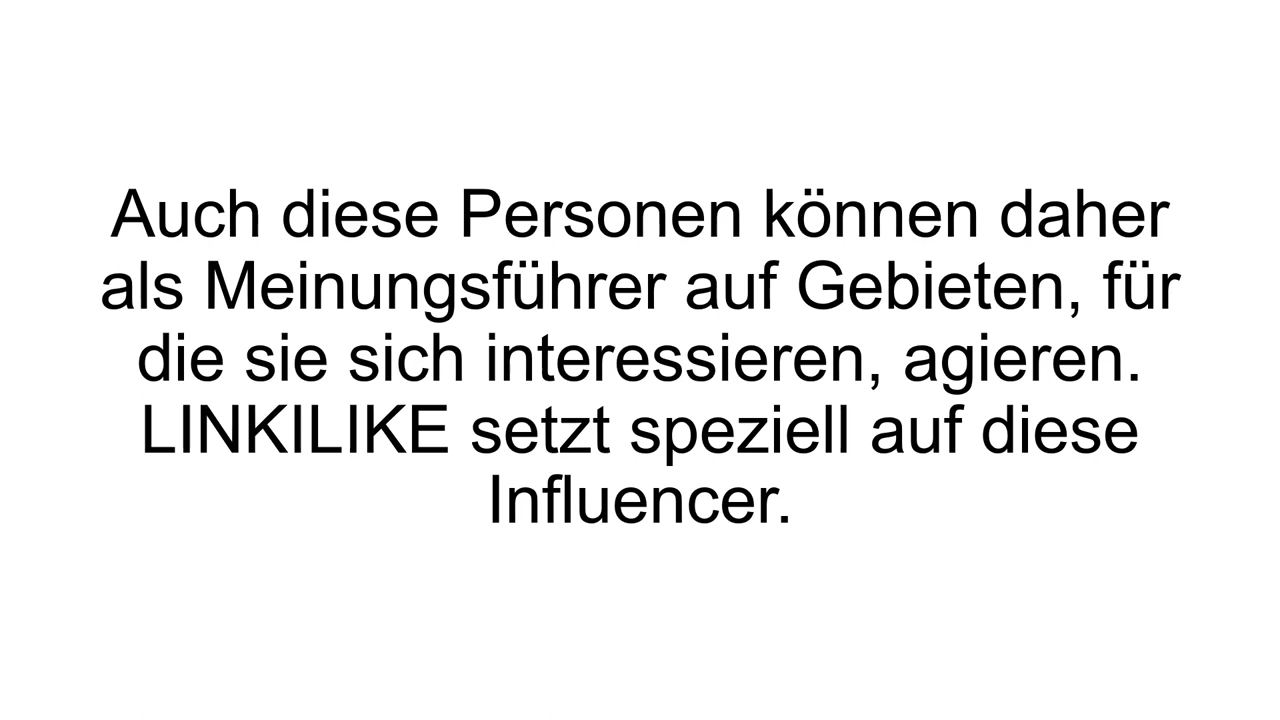 Auch diese Personen können daher
als Meinungsführer auf Gebieten, für
die sie sich interessieren, agieren.
LINKILIKE setzt speziell auf diese
Influencer.